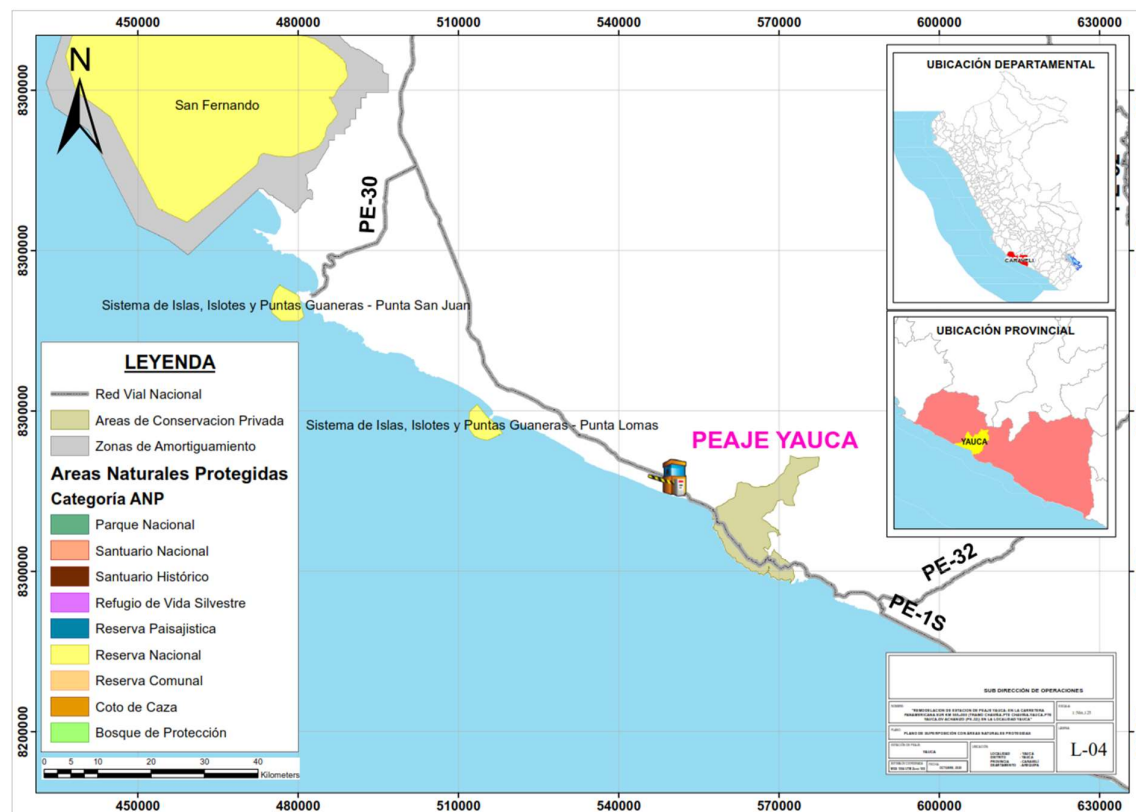 450000 480000 510000 540000 570000 600000 630000
8300000
8300000
8300000
8300000
8200000
N
San Fernando
PE-30
Sistema de Islas, Islotes y Puntas Guaneras - Punta San Juan
Sistema de Islas, Islotes y Puntas Guaneras - Punta Lomas
PEAJE YAUCA
PE-32
PE-1S
UBICACIÓN DEPARTAMENTAL
CARAVELI
UBICACIÓN PROVINCIAL
YAUCA
LEYENDA
Red Vial Nacional
Areas de Conservacion Privada
Zonas de Amortiguamiento
Areas Naturales Protegidas
Categoría ANP
Parque Nacional
Santuario Nacional
Santuario Histórico
Refugio de Vida Silvestre
Reserva Paisajistica
Reserva Nacional
Reserva Comunal
Coto de Caza
Bosque de Protección
0 5 10 20 30 40
Kilometers
SUB DIRECCIÓN DE OPERACIONES
PLANO DE SUPERPOSICIÓN CON ÁREAS NATURALES PROTEGIDAS
YAUCA
L-04
450000 480000 510000 540000 570000 600000 630000